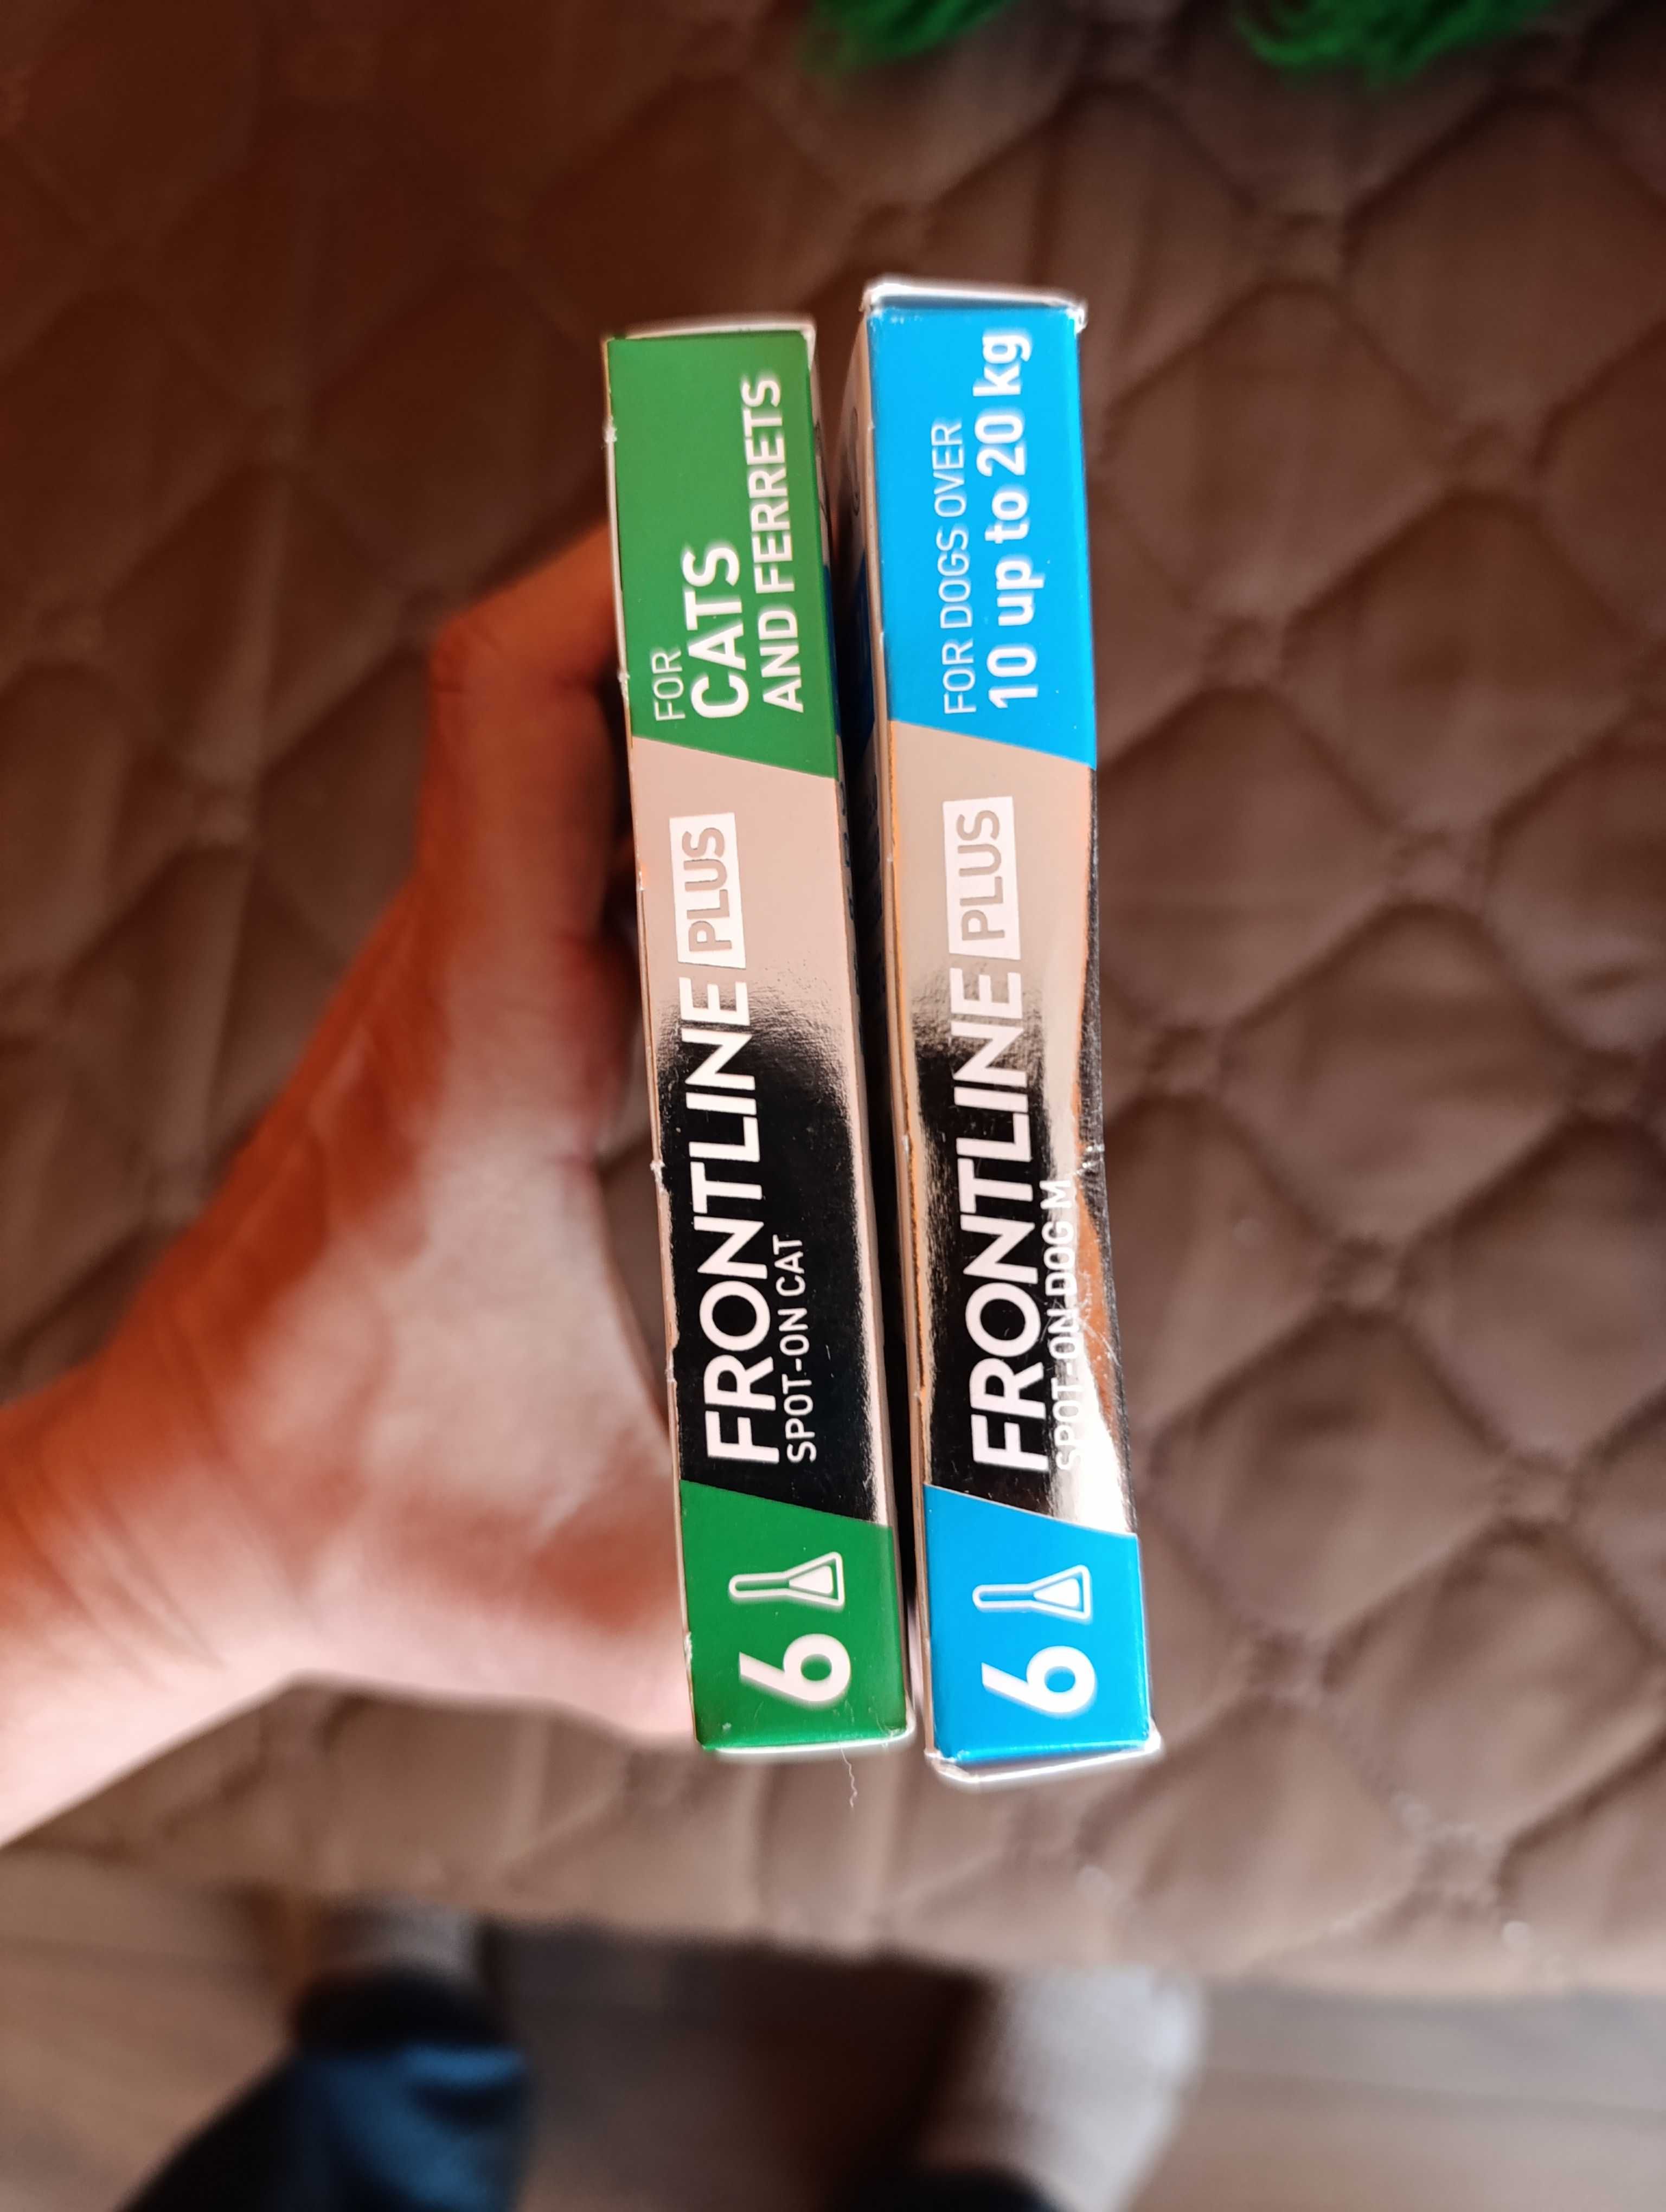 6
FRONTLINE PLUS
SPOT-ON CAT
FOR
CATS
AND FERRETS
6
FRONTLINE PLUS
SPOT-ON DOG M
FOR DOGS OVER
10 up to 20 kg